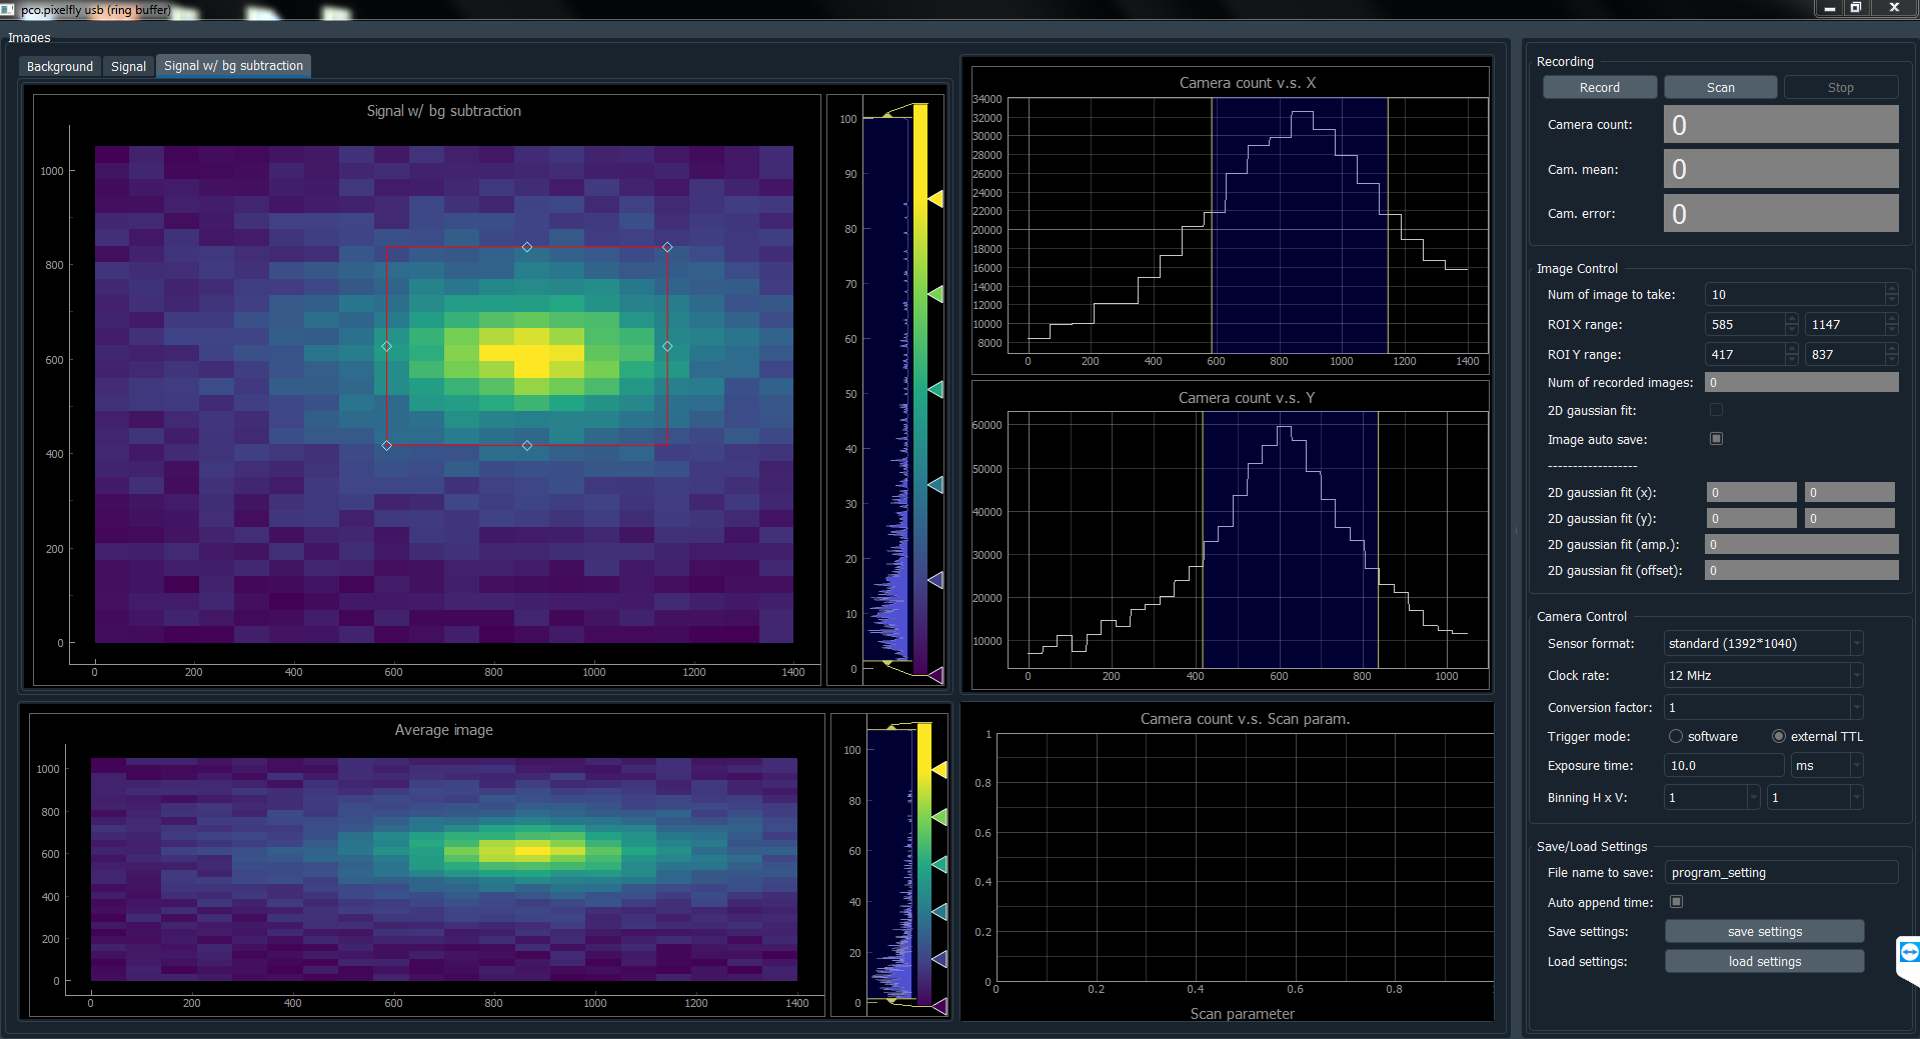 pco.pixelfly usb (ring buffer)
Images
Background Signal Signal w/ bg subtraction
Signal w/ bg subtraction
1000
800
600
400
200
0
0 200 400 600 800 1000 1200 1400
100
90
80
70
60
50
40
30
20
10
0
Camera count v.s. X
34000
32000
30000
28000
26000
24000
22000
20000
18000
16000
14000
12000
10000
8000
0 200 400 600 800 1000 1200 1400
Camera count v.s. Y
60000
50000
40000
30000
20000
10000
0 200 400 600 800 1000
Average image
1000
800
600
400
200
0
0 200 400 600 800 1000 1200 1400
100
80
60
40
20
0
Camera count v.s. Scan param.
1
0.8
0.6
0.4
0.2
0
0 0.2 0.4 0.6 0.8
Scan parameter
Recording
Record Scan Stop
Camera count: 0
Cam. mean: 0
Cam. error: 0
Image Control
Num of image to take: 10
ROI X range: 585 1147
ROI Y range: 417 837
Num of recorded images: 0
2D gaussian fit:
Image auto save:
------------------
2D gaussian fit (x): 0 0
2D gaussian fit (y): 0 0
2D gaussian fit (amp.): 0
2D gaussian fit (offset): 0
Camera Control
Sensor format: standard (1392*1040)
Clock rate: 12 MHz
Conversion factor: 1
Trigger mode: software external TTL
Exposure time: 10.0 ms
Binning H x V: 1 1
Save/Load Settings
File name to save: program_setting
Auto append time:
Save settings: save settings
Load settings: load settings